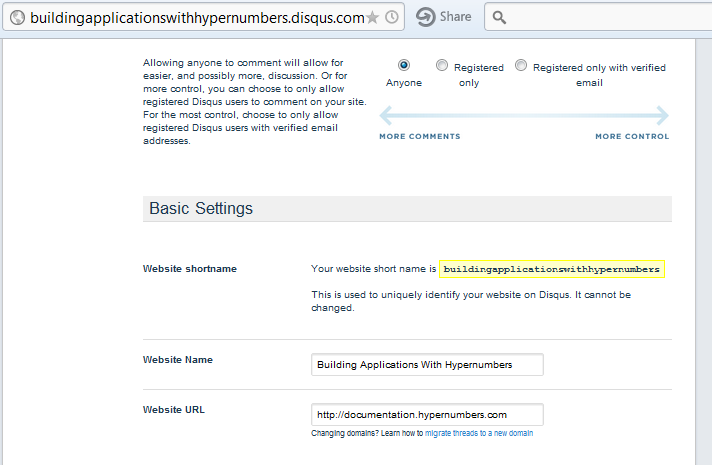 buildingapplicationswithhypernumbers.disqus.com
Share
Allowing anyone to comment will allow for
easier, and possibly more, discussion. Or for
more control, you can choose to only allow
registered Disqus users to comment on your site.
For the most control, choose to only allow
registered Disqus users with verified email
addresses.
Anyone
Registered
only
Registered only with verified
email
MORE COMMENTS
MORE CONTROL
Basic Settings
Website shortname
Your website short name is buildingapplicationswithhypernumbers
This is used to uniquely identify your website on Disqus. It cannot be
changed.
Website Name
Building Applications With Hypernumbers
Website URL
http://documentation.hypernumbers.com
Changing domains? Learn how to migrate threads to a new domain